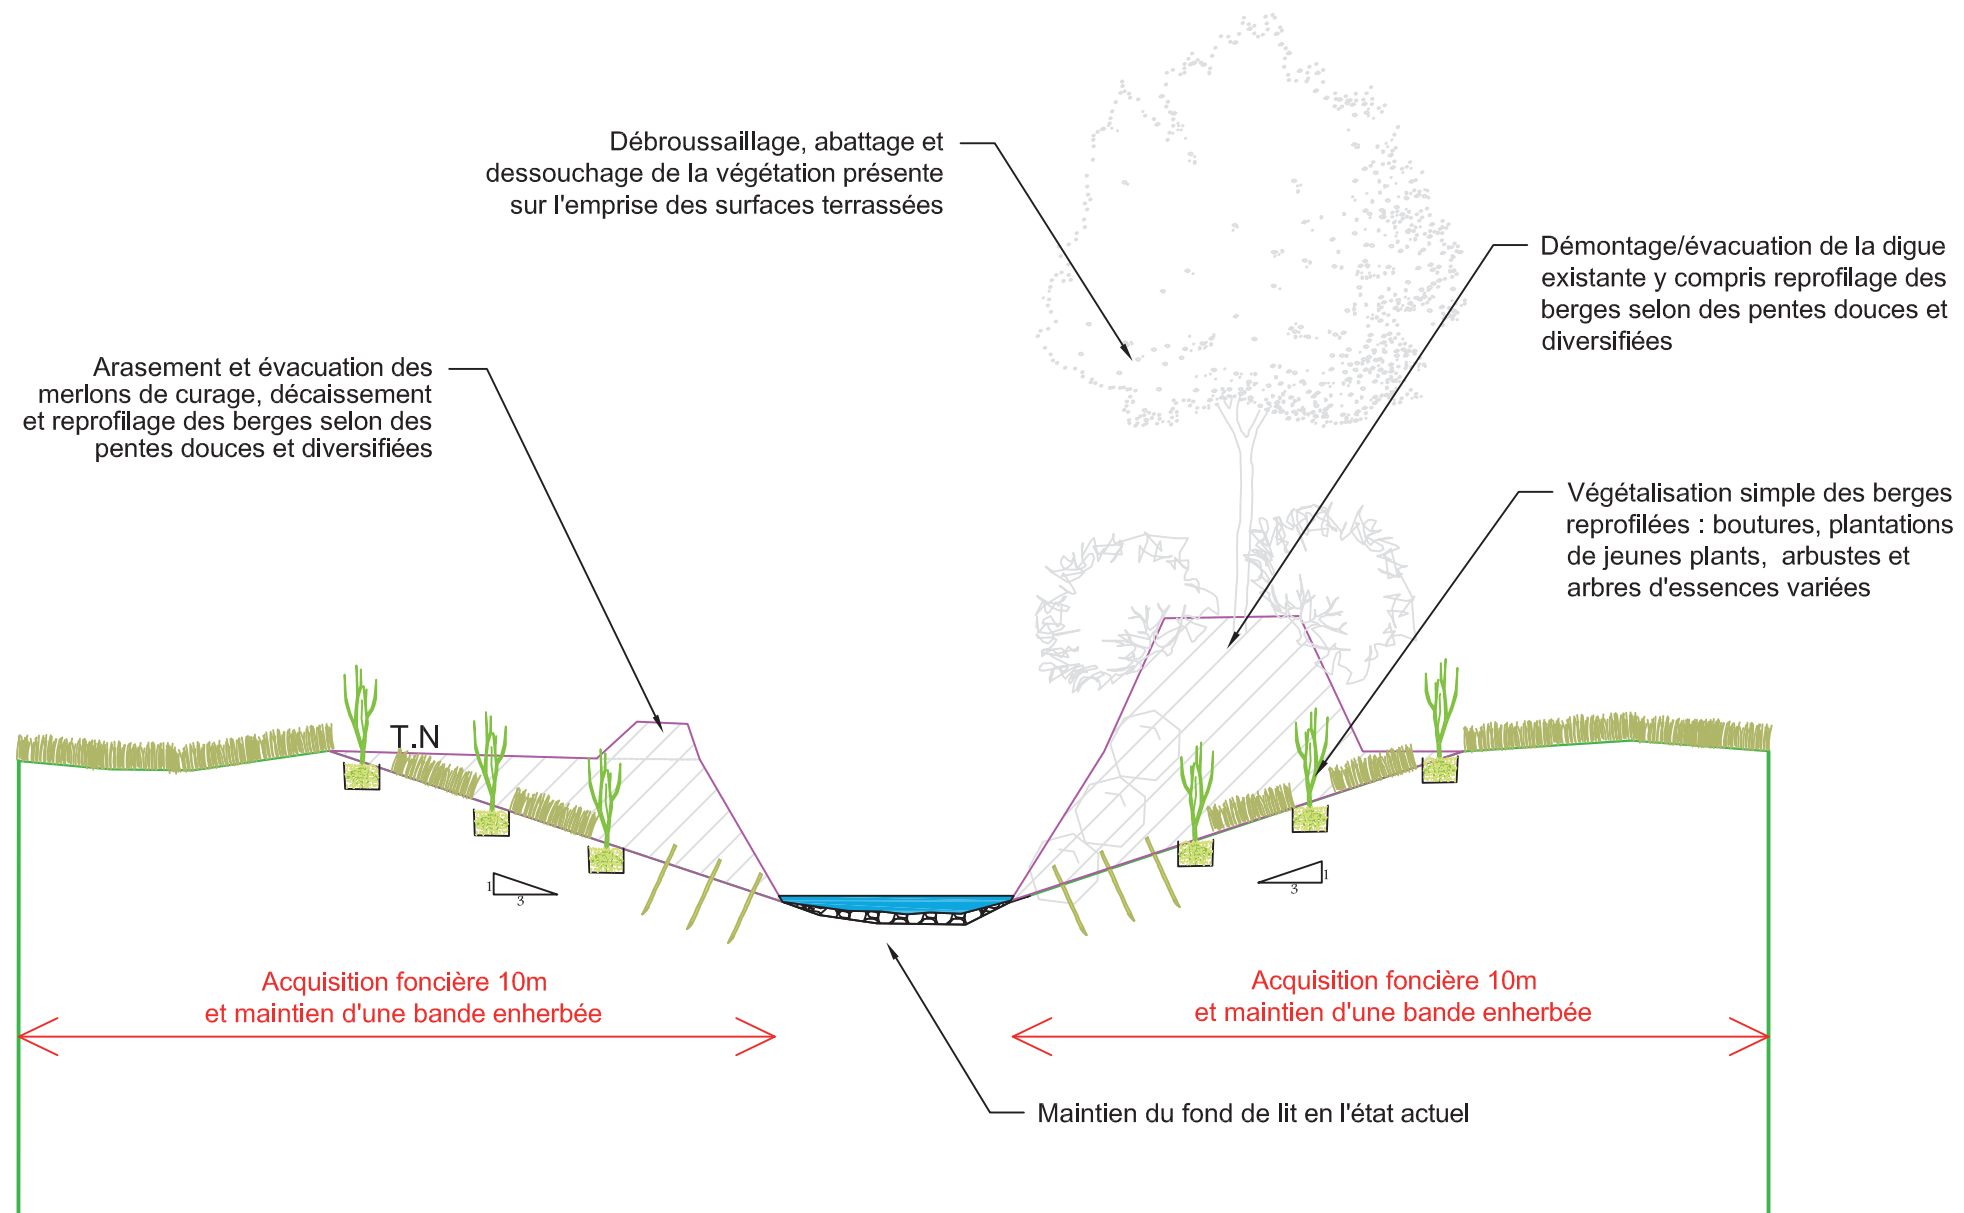 Débroussaillage, abattage et
dessouchage de la végétation présente
sur l'emprise des surfaces terrassées
Démontage/évacuation de la digue
existante y compris reprofilage des
berges selon des pentes douces et
diversifiées
Arasement et évacuation des
merlons de curage, décaissement
et reprofilage des berges selon des
pentes douces et diversifiées
Végétalisation simple des berges
reprofilées : boutures, plantations
de jeunes plants, arbustes et
arbres d'essences variées
T.N
1
3
1
3
Acquisition foncière 10m
et maintien d'une bande enherbée
Acquisition foncière 10m
et maintien d'une bande enherbée
Maintien du fond de lit en l'état actuel